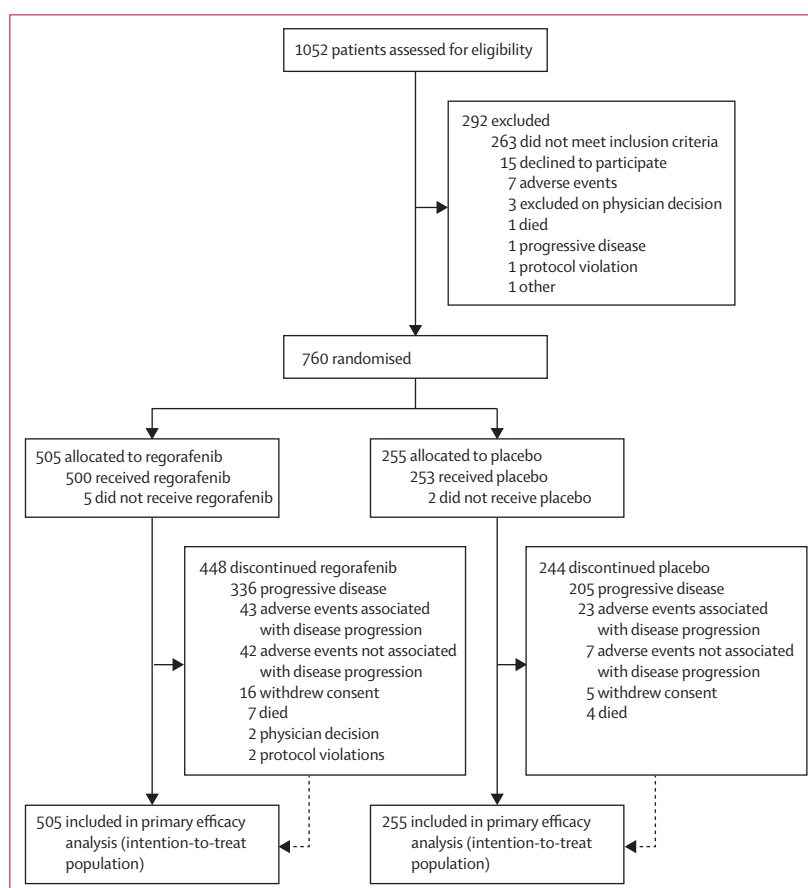 1052 patients assessed for eligibility
292 excluded
263 did not meet inclusion criteria
15 declined to participate
7 adverse events
3 excluded on physician decision
1 died
1 progressive disease
1 protocol violation
1 other
760 randomised
505 allocated to regorafenib
500 received regorafenib
5 did not receive regorafenib
255 allocated to placebo
253 received placebo
2 did not receive placebo
448 discontinued regorafenib
336 progressive disease
43 adverse events associated
with disease progression
42 adverse events not associated
with disease progression
16 withdrew consent
7 died
2 physician decision
2 protocol violations
244 discontinued placebo
205 progressive disease
23 adverse events associated
with disease progression
7 adverse events not associated
with disease progression
5 withdrew consent
4 died
505 included in primary efficacy
analysis (intention-to-treat
population)
255 included in primary efficacy
analysis (intention-to-treat
population)